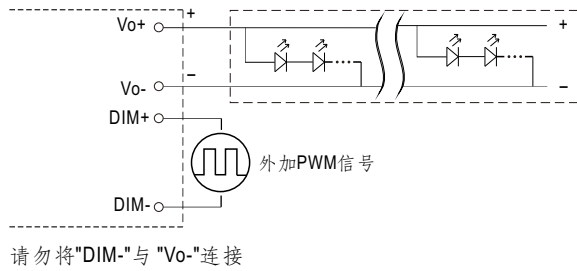 Vo+
+
+
Vo-
−
−
DIM+
外加PWM信号
DIM-
请勿将"DIM-"与 "Vo-"连接